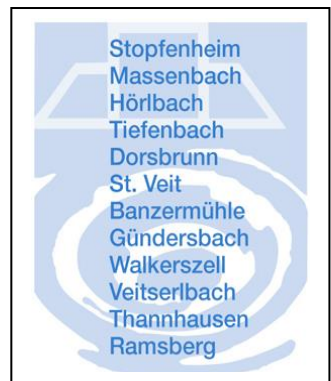 Stopfenheim
Massenbach
Hörlbach
Tiefenbach
Dorsbrunn
St. Veit
Banzermühle
Gündersbach
Walkerszell
Veitserlbach
Thannhausen
Ramsberg